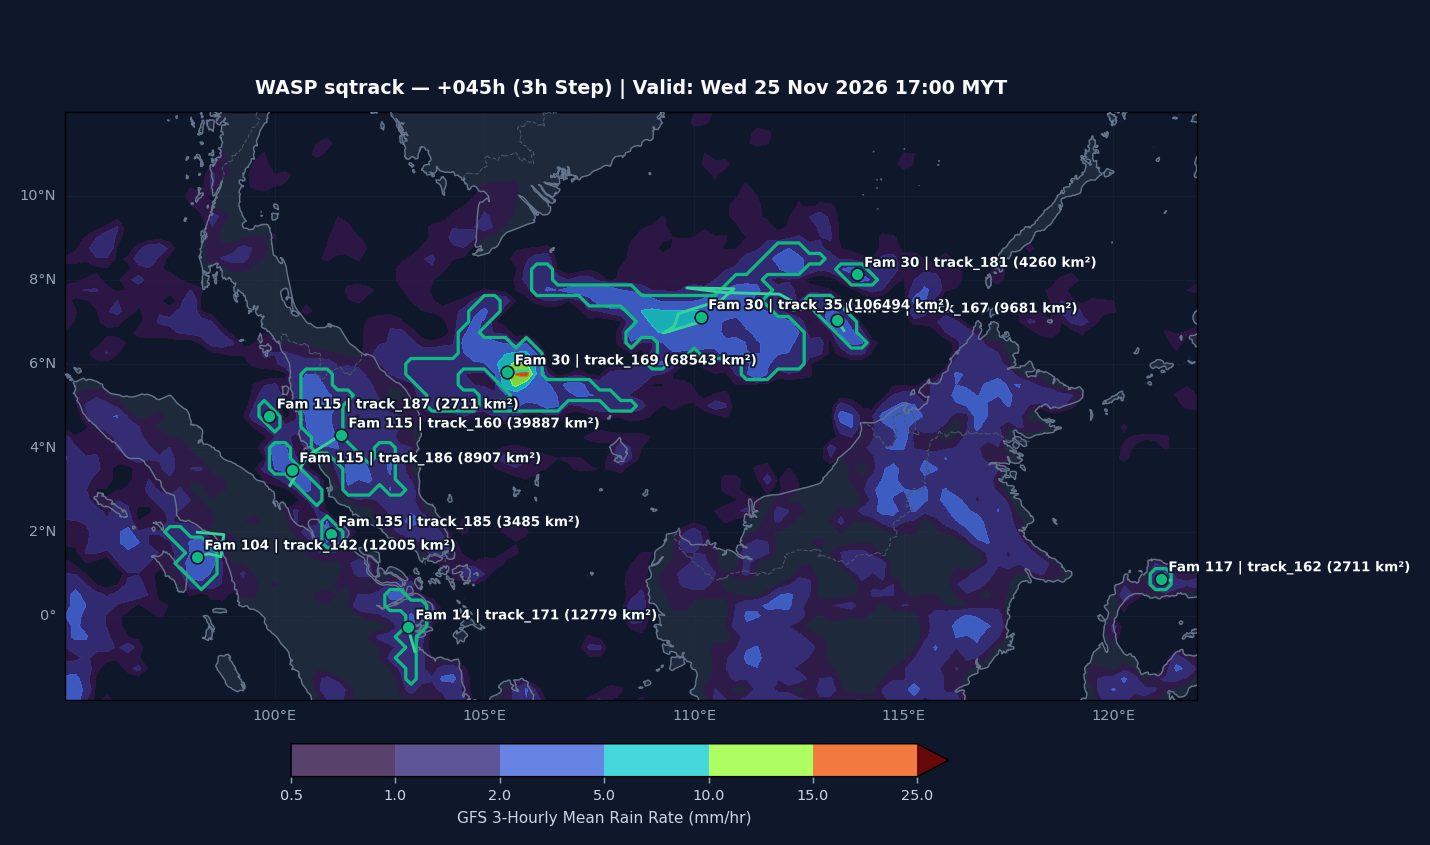 WASP sqtrack — +045h (3h Step) | Valid: Wed 25 Nov 2026 17:00 MYT
10°N
8°N
6°N
4°N
2°N
0°
Fam 30 | track_181 (4260 km²)
Fam 30 | track_35 (106494 km²)
track_167 (9681 km²)
Fam 30 | track_169 (68543 km²)
Fam 115 | track_187 (2711 km²)
Fam 115 | track_160 (39887 km²)
Fam 115 | track_186 (8907 km²)
Fam 135 | track_185 (3485 km²)
Fam 104 | track_142 (12005 km²)
Fam 117 | track_162 (2711 km²)
Fam 14 | track_171 (12779 km²)
100°E 105°E 110°E 115°E 120°E
0.5 1.0 2.0 5.0 10.0 15.0 25.0
GFS 3-Hourly Mean Rain Rate (mm/hr)